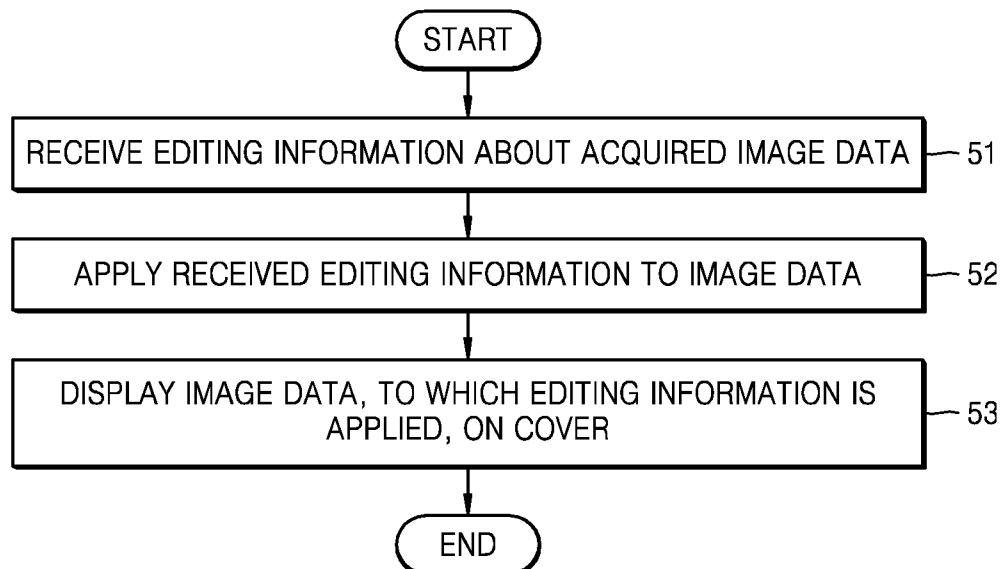 START
RECEIVE EDITING INFORMATION ABOUT ACQUIRED IMAGE DATA
51
APPLY RECEIVED EDITING INFORMATION TO IMAGE DATA
52
DISPLAY IMAGE DATA, TO WHICH EDITING INFORMATION IS
APPLIED, ON COVER
53
END